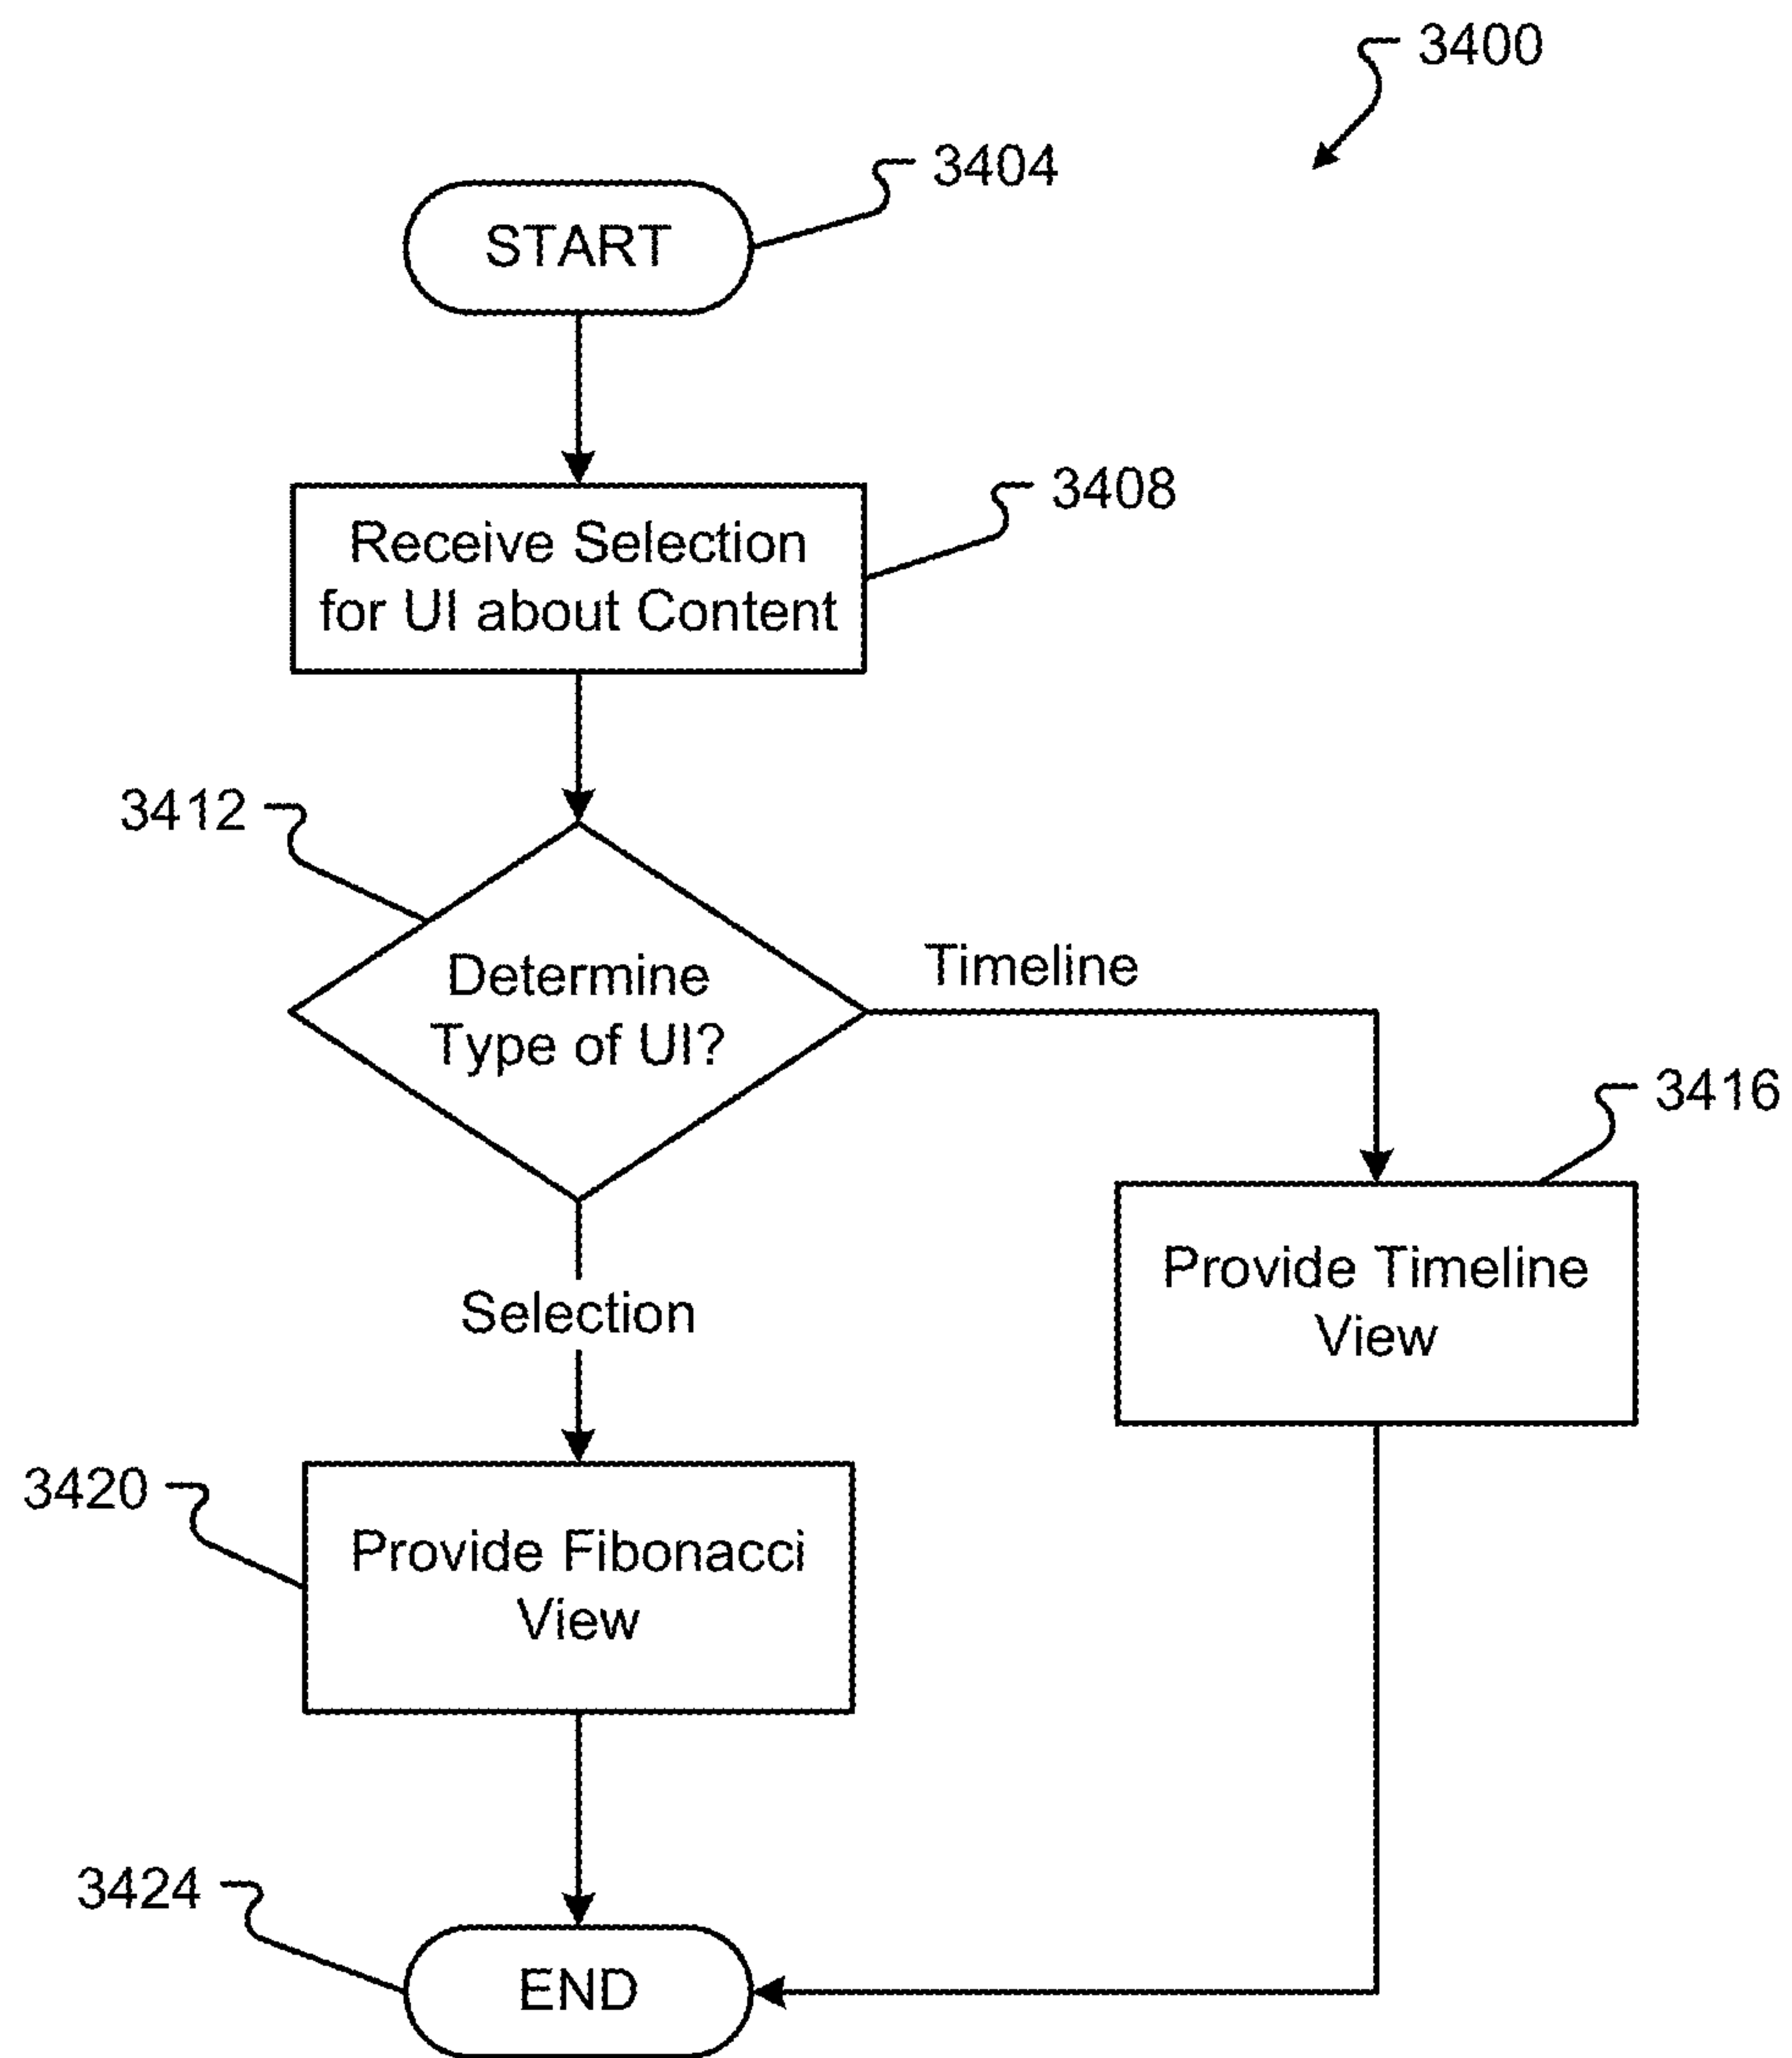 3400
3404
START
3408
Receive Selection
for UI about Content
3412
Determine
Type of UI?
Timeline
3416
Provide Timeline
View
Selection
3420
Provide Fibonacci
View
3424
END